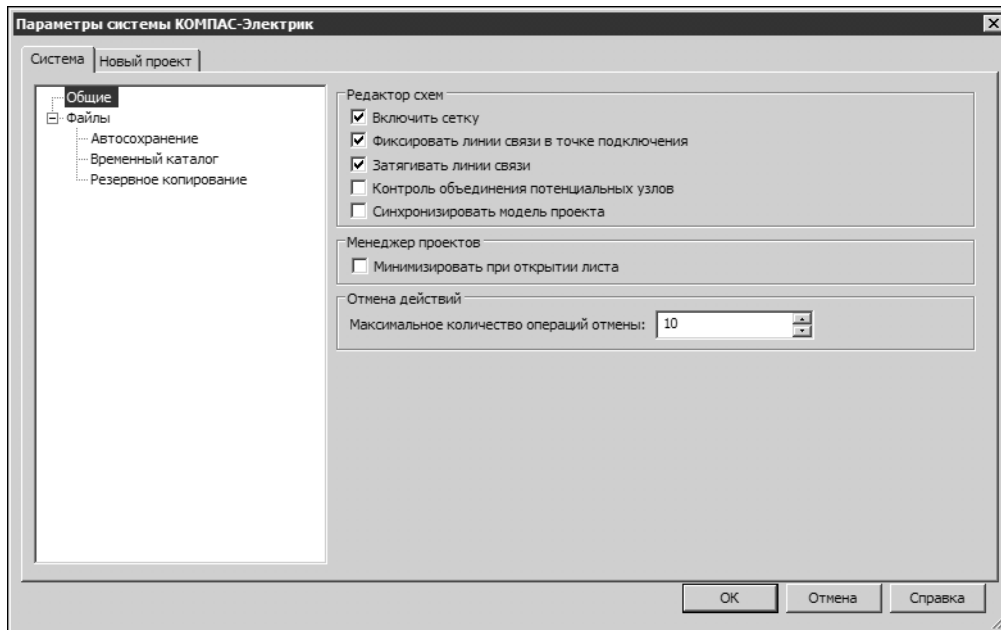 Параметры системы КОМПАС-Электрик
Система
Новый проект
Общие
Файлы
Автосохранение
Временный каталог
Резервное копирование
Редактор схем
Включить сетку
Фиксировать линии связи в точке подключения
Затягивать линии связи
Контроль объединения потенциальных узлов
Синхронизировать модель проекта
Менеджер проектов
Минимизировать при открытии листа
Отмена действий
Максимальное количество операций отмены: 10
ОК
Отмена
Справка